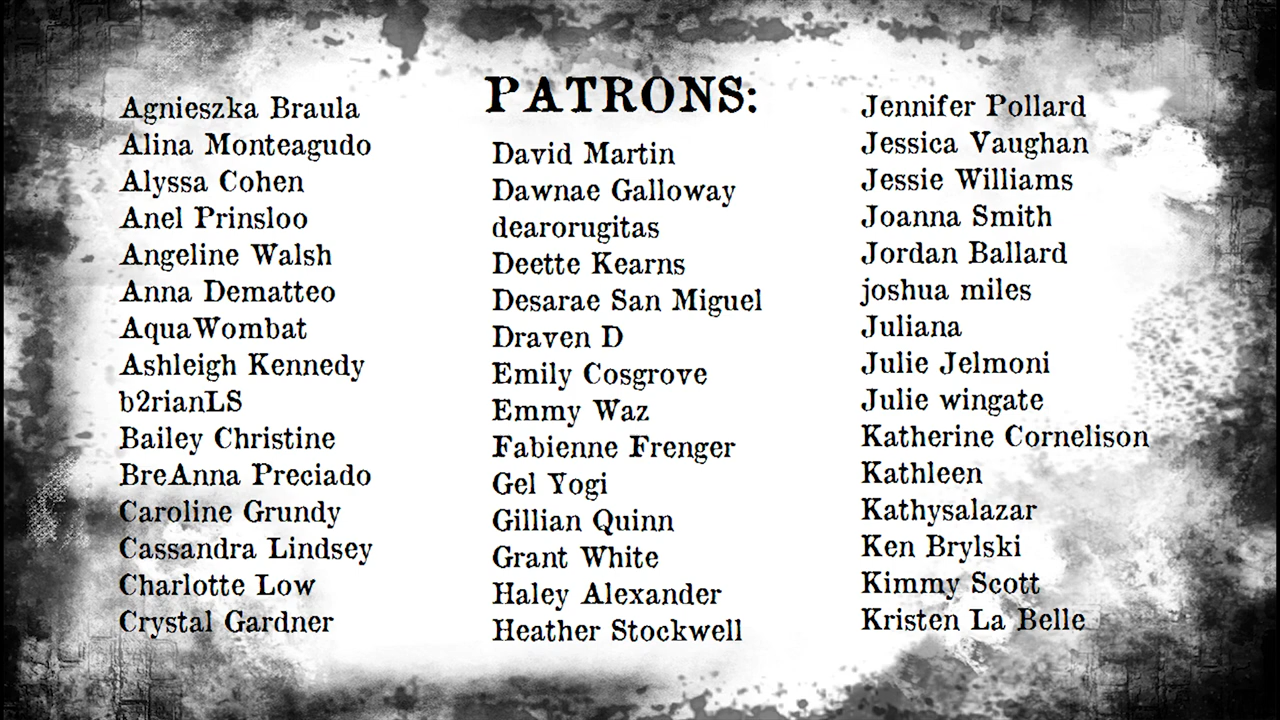 PATRONS:
Agnieszka Braula
Alina Monteagudo
Alyssa Cohen
Anel Prinsloo
Angeline Walsh
Anna Dematteo
AquaWombat
Ashleigh Kennedy
b2rianLS
Bailey Christine
BreAnna Preciado
Caroline Grundy
Cassandra Lindsey
Charlotte Low
Crystal Gardner
David Martin
Dawnae Galloway
dearorugitas
Deette Kearns
Desarae San Miguel
Draven D
Emily Cosgrove
Emmy Waz
Fabienne Frenger
Gel Yogi
Gillian Quinn
Grant White
Haley Alexander
Heather Stockwell
Jennifer Pollard
Jessica Vaughan
Jessie Williams
Joanna Smith
Jordan Ballard
joshua miles
Juliana
Julie Jelmoni
Julie wingate
Katherine Cornelison
Kathleen
Kathysalazar
Ken Brylski
Kimmy Scott
Kristen La Belle